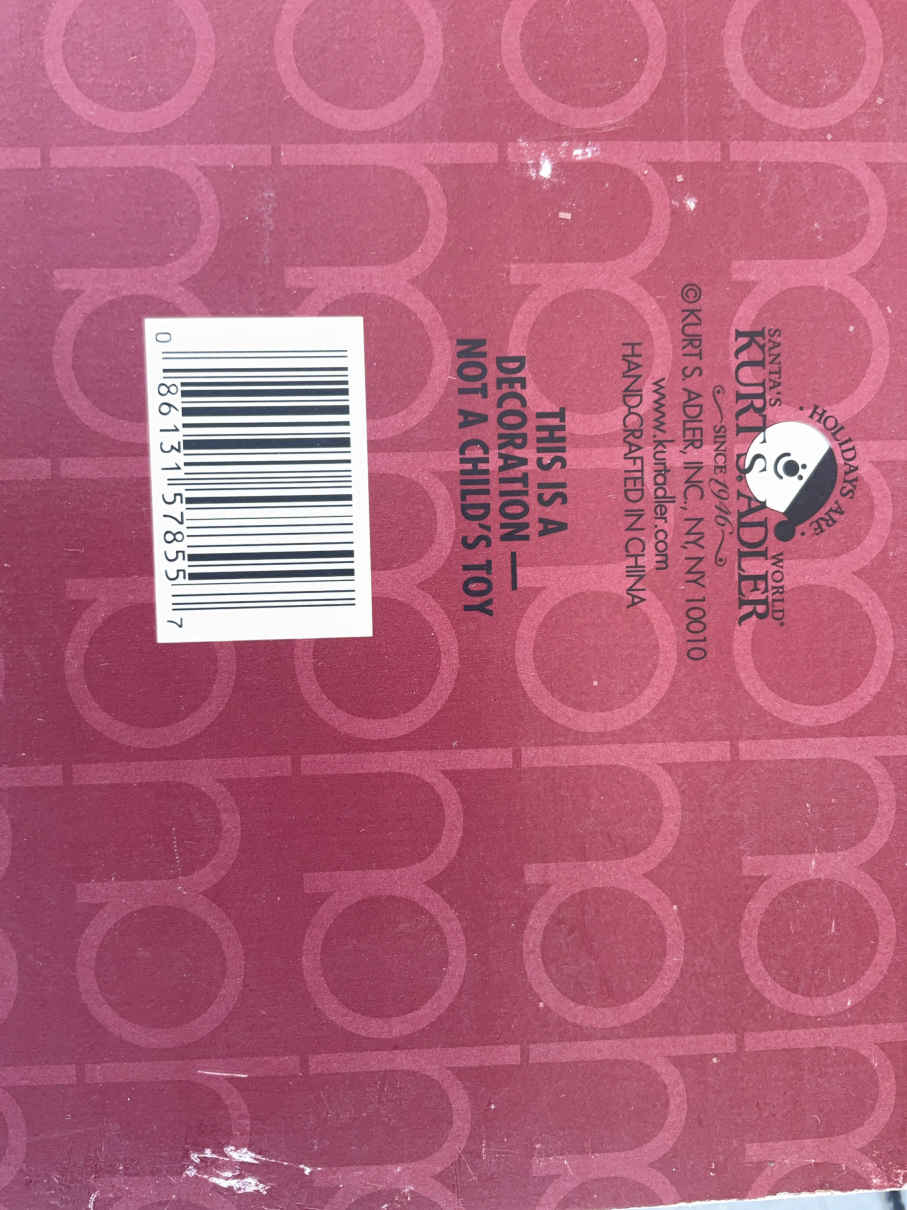 · HOLIDAYS ARE ·
SANTA'S WORLD®
KURT S. ADLER
SINCE 1946
© KURT S. ADLER, INC., NY, NY 10010
www.kurtadler.com
HANDCRAFTED IN CHINA
THIS IS A
DECORATION —
NOT A CHILD'S TOY
0 86131 57855 7